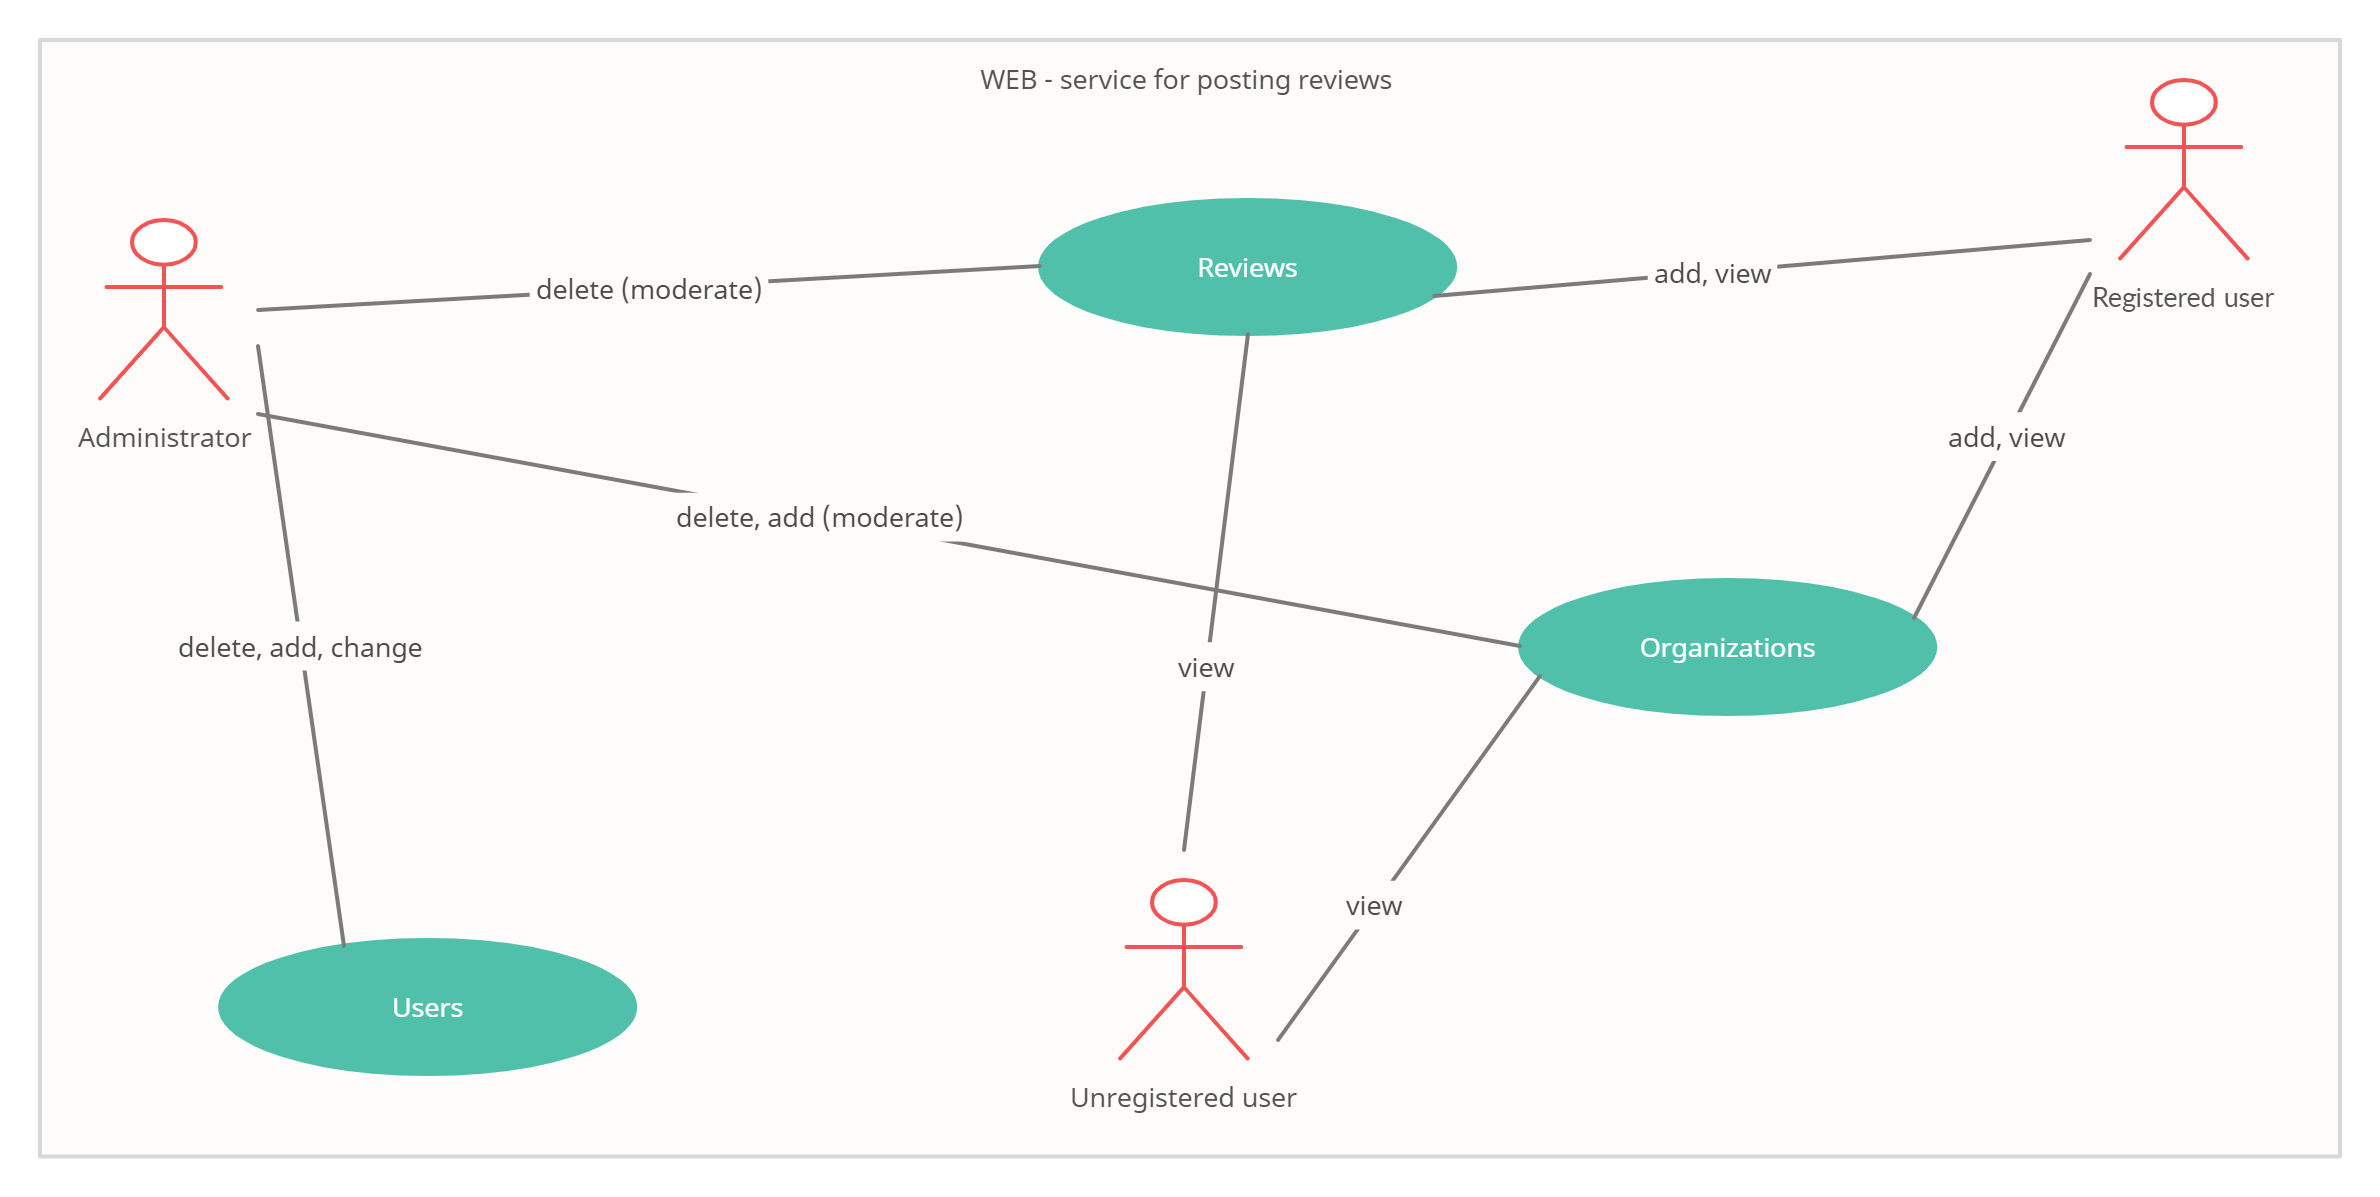 WEB - service for posting reviews
Reviews
delete (moderate)
add, view
Registered user
Administrator
add, view
delete, add (moderate)
delete, add, change
Organizations
view
view
Users
Unregistered user